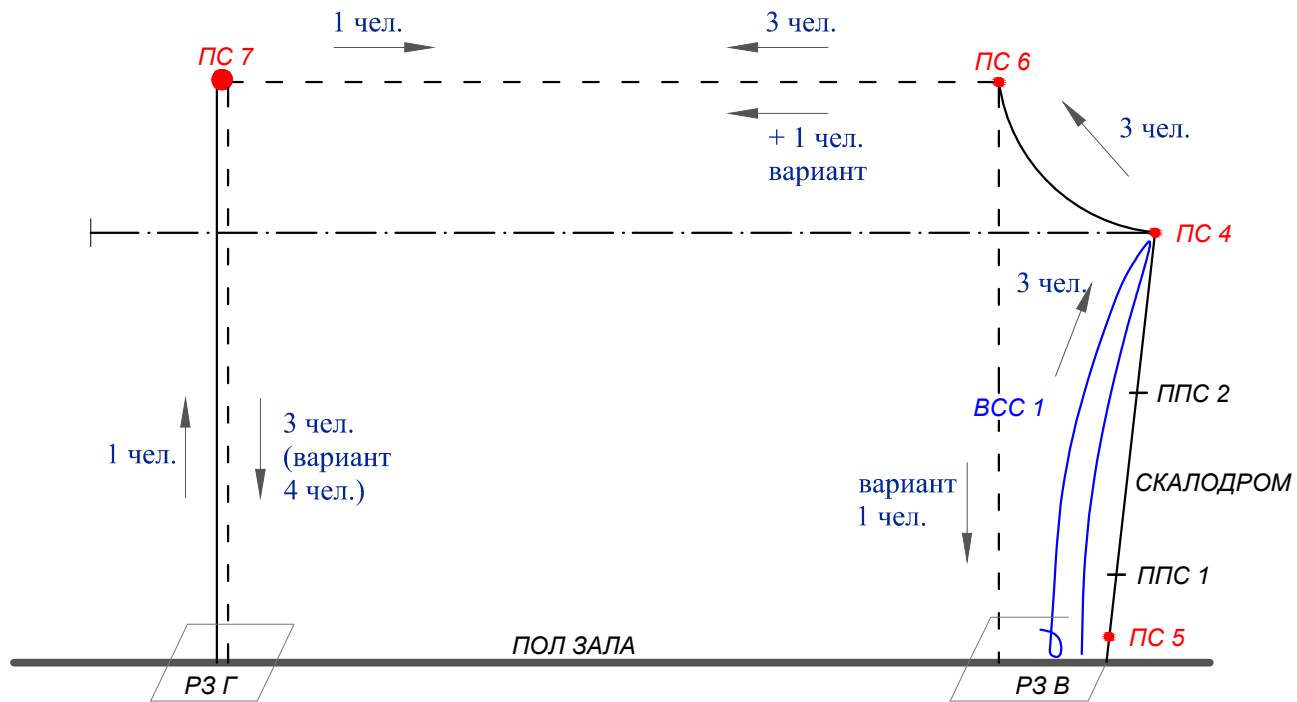 1 чел.
3 чел.
ПС 7
ПС 6
+ 1 чел.
вариант
3 чел.
ПС 4
3 чел.
ППС 2
ВСС 1
1 чел.
3 чел.
(вариант
4 чел.)
вариант
1 чел.
СКАЛОДРОМ
ППС 1
ПС 5
ПОЛ ЗАЛА
РЗ Г
РЗ В